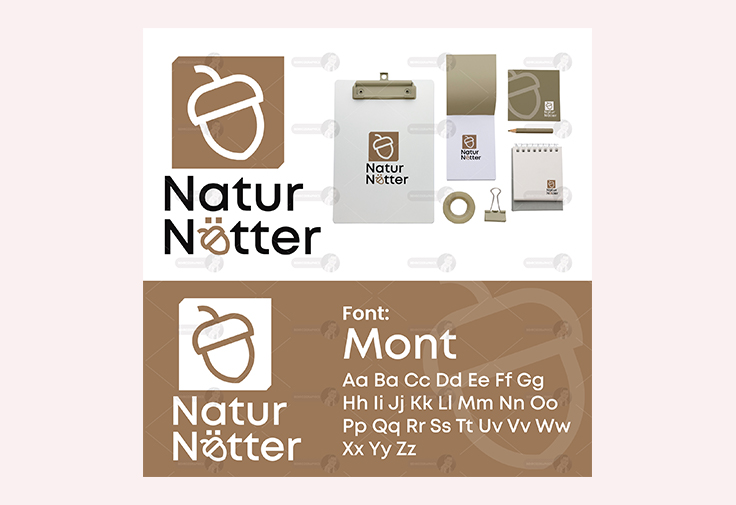 Natur
Nötter
Natur
Nötter
Natur
Nötter
Natur
Nötter
Font:
Mont
Aa Ba Cc Dd Ee Ff Gg
Hh Ii Jj Kk Ll Mm Nn Oo
Pp Qq Rr Ss Tt Uv Vv Ww
Xx Yy Zz